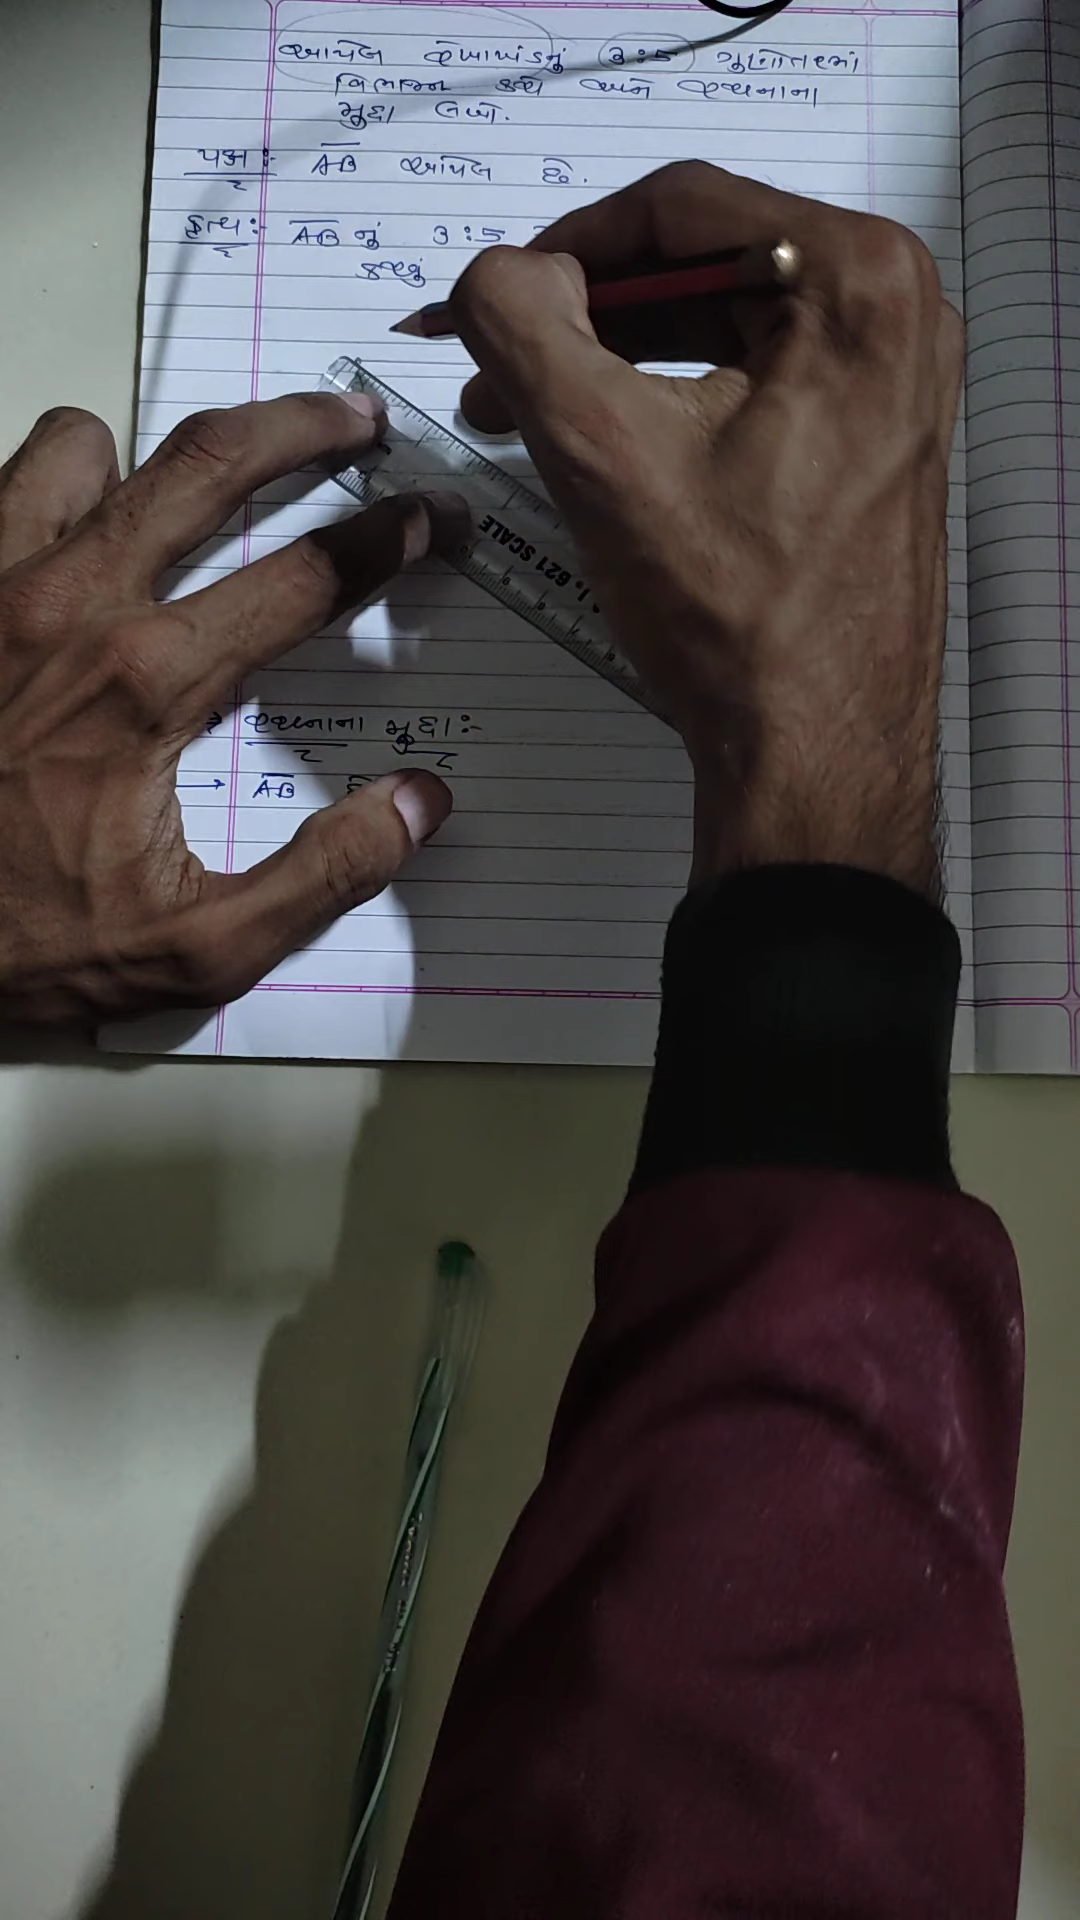 આપેલ રેખાખંડનું 3:5 ગુણોત્તરમાં
વિભાજન કરો અને રચનાના
મુદ્દા લખો.
પક્ષ :- AB આપેલ છે.
કૃત્ય:- AB નું 3:5
કરવું
621 SCALE
રચનાના મુદ્દા:-
→ AB